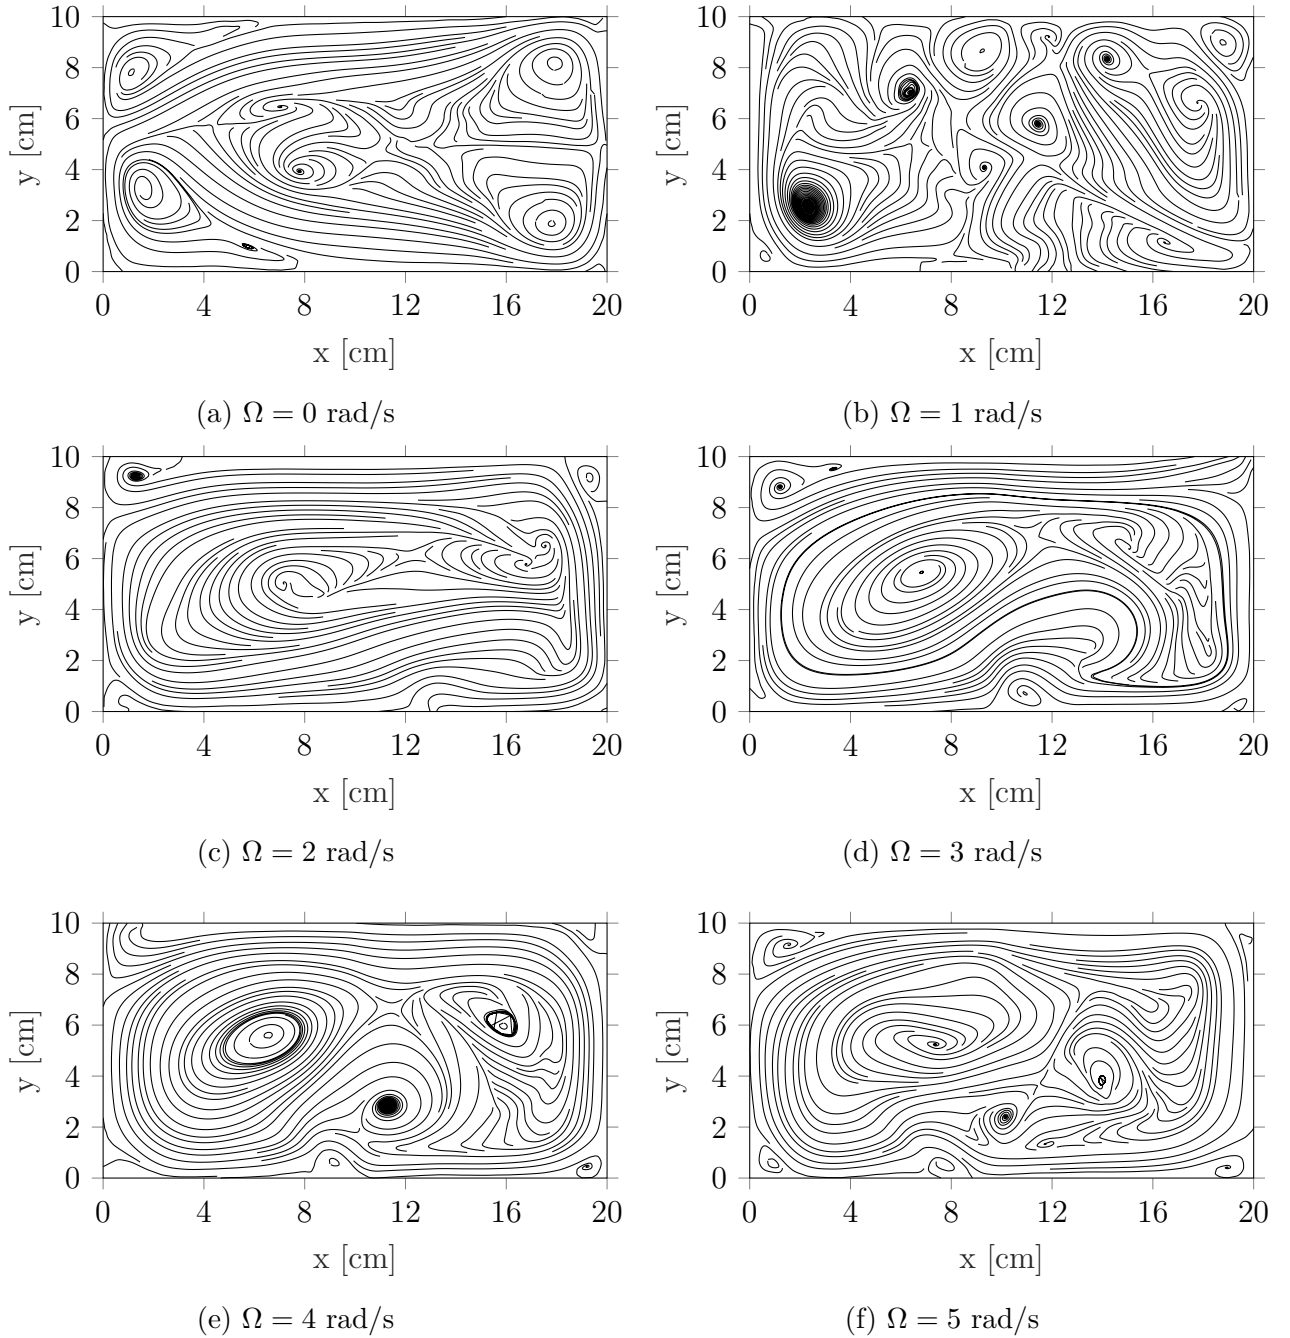 10
8
6
4
2
0
y [cm]
0 4 8 12 16 20
x [cm]
(a) Ω = 0 rad/s
10
8
6
4
2
0
y [cm]
0 4 8 12 16 20
x [cm]
(b) Ω = 1 rad/s
10
8
6
4
2
0
y [cm]
0 4 8 12 16 20
x [cm]
(c) Ω = 2 rad/s
10
8
6
4
2
0
y [cm]
0 4 8 12 16 20
x [cm]
(d) Ω = 3 rad/s
10
8
6
4
2
0
y [cm]
0 4 8 12 16 20
x [cm]
(e) Ω = 4 rad/s
10
8
6
4
2
0
y [cm]
0 4 8 12 16 20
x [cm]
(f) Ω = 5 rad/s